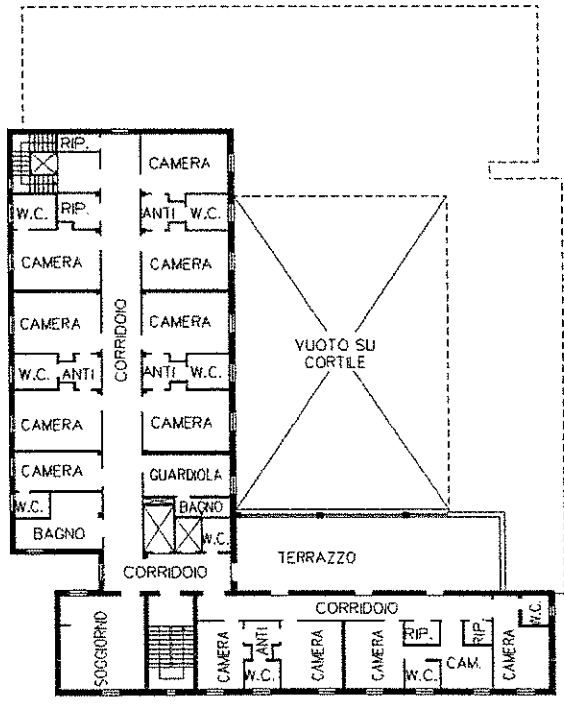 RIP.
CAMERA
W.C.
RIP.
ANTI
W.C.
CAMERA
CAMERA
CAMERA
CAMERA
CORRIDOIO
VUOTO SU
CORTILE
W.C.
ANTI
ANTI
W.C.
CAMERA
CAMERA
CAMERA
GUARDIOLA
W.C.
BAGNO
BAGNO
W.C.
TERRAZZO
CORRIDOIO
CORRIDOIO
W.C.
SOGGIORNO
CAMERA
ANTI
W.C.
CAMERA
CAMERA
RIP.
W.C.
RIP.
CAM.
CAMERA